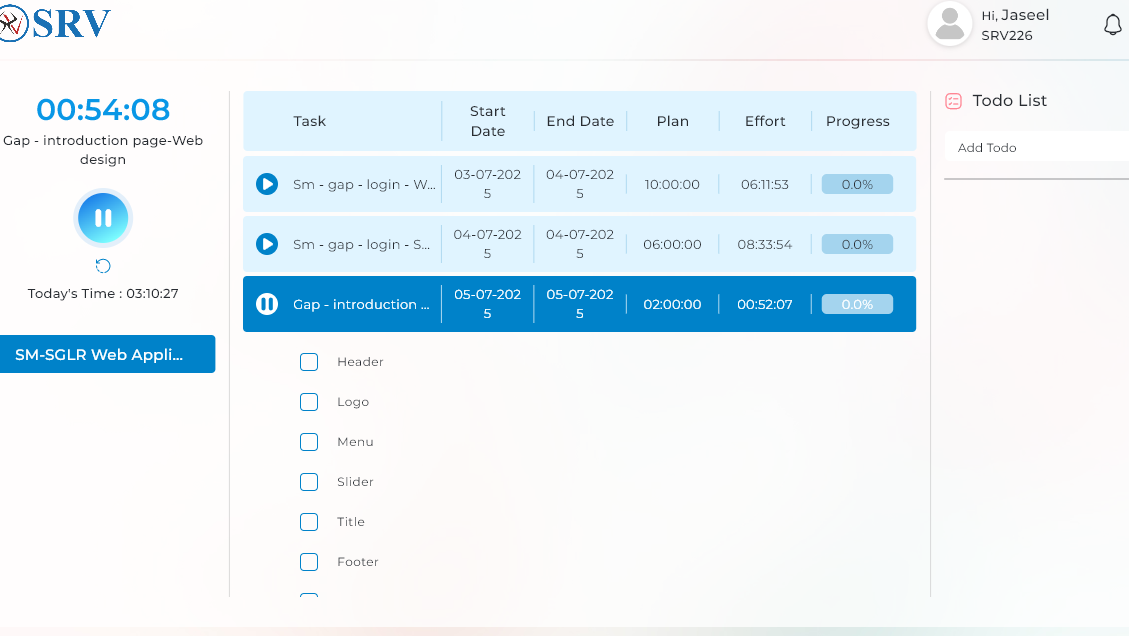 SRV
Hi, Jaseel
SRV226
00:54:08
Gap - introduction page-Web
design
Today's Time : 03:10:27
SM-SGLR Web Appli...
Task Start Date End Date Plan Effort Progress
Sm - gap - login - W... 03-07-2025 04-07-2025 10:00:00 06:11:53 0.0%
Sm - gap - login - S... 04-07-2025 04-07-2025 06:00:00 08:33:54 0.0%
Gap - introduction ... 05-07-2025 05-07-2025 02:00:00 00:52:07 0.0%
Header
Logo
Menu
Slider
Title
Footer
Todo List
Add Todo